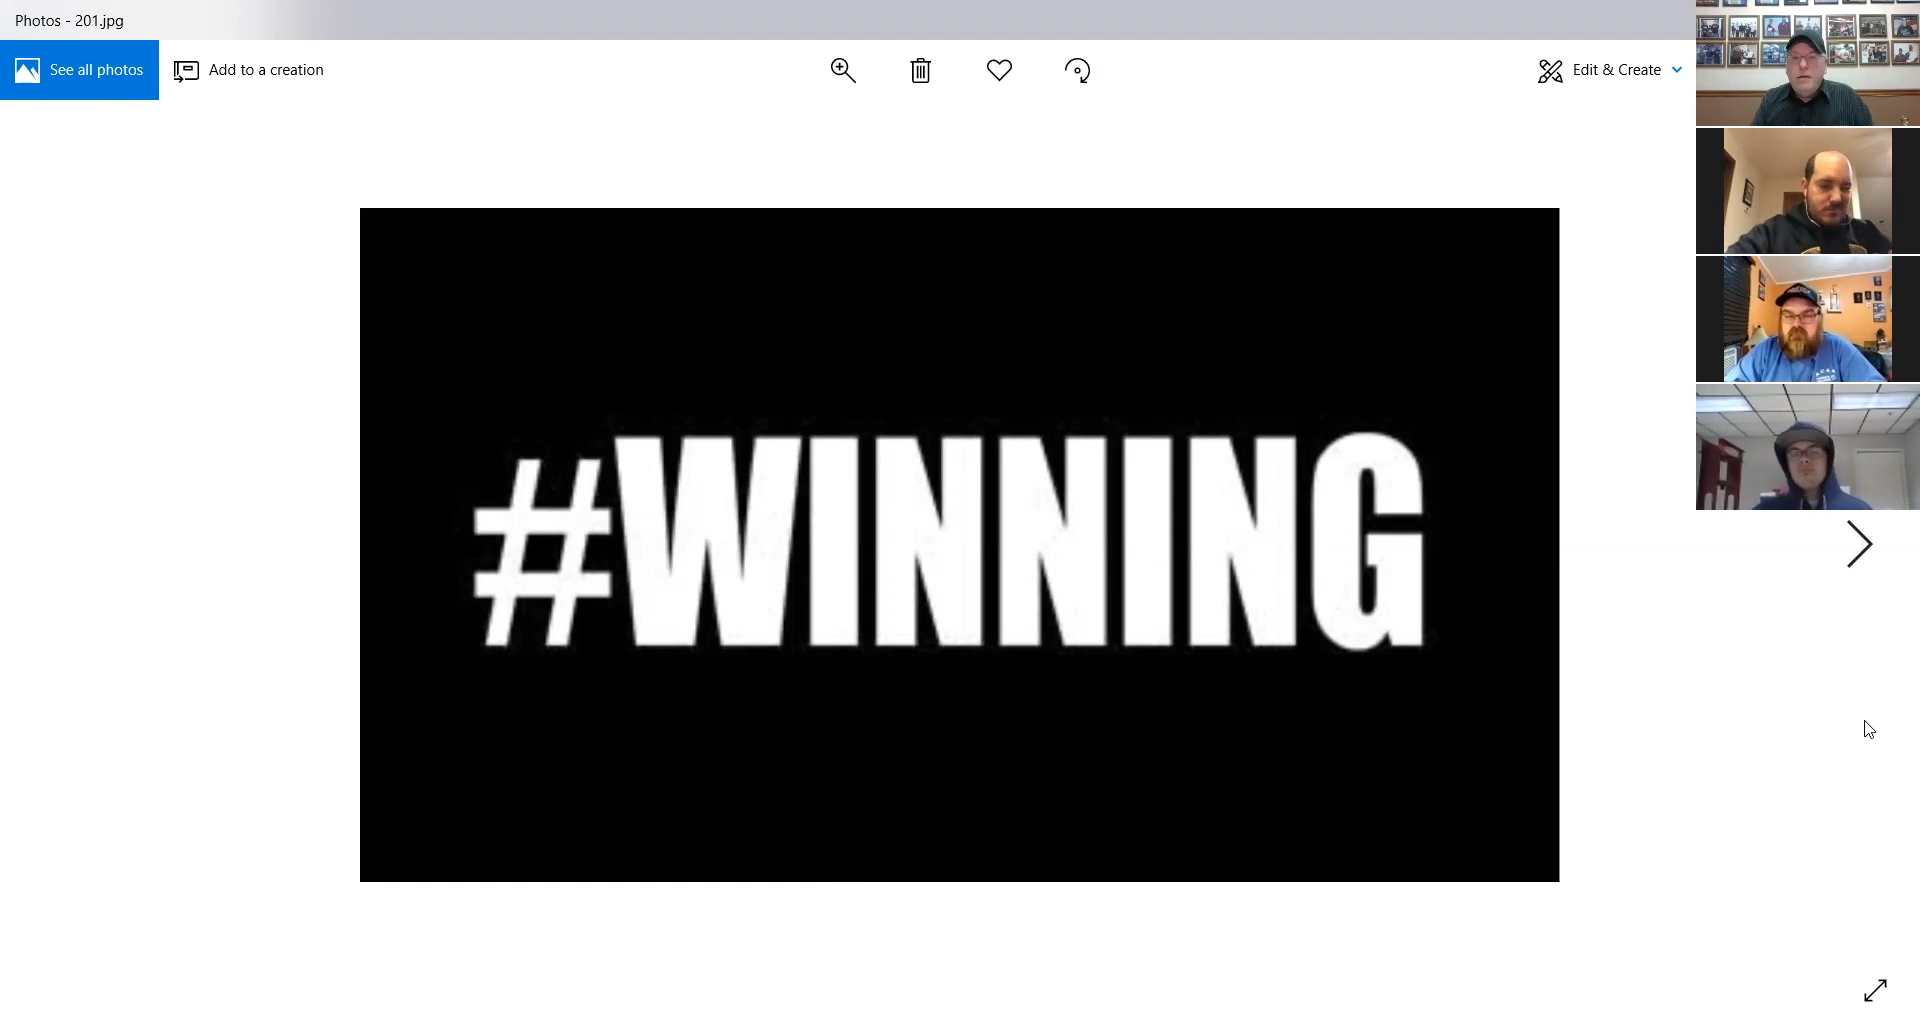 Photos - 201.jpg
See all photos
Add to a creation
Edit & Create
#WINNING